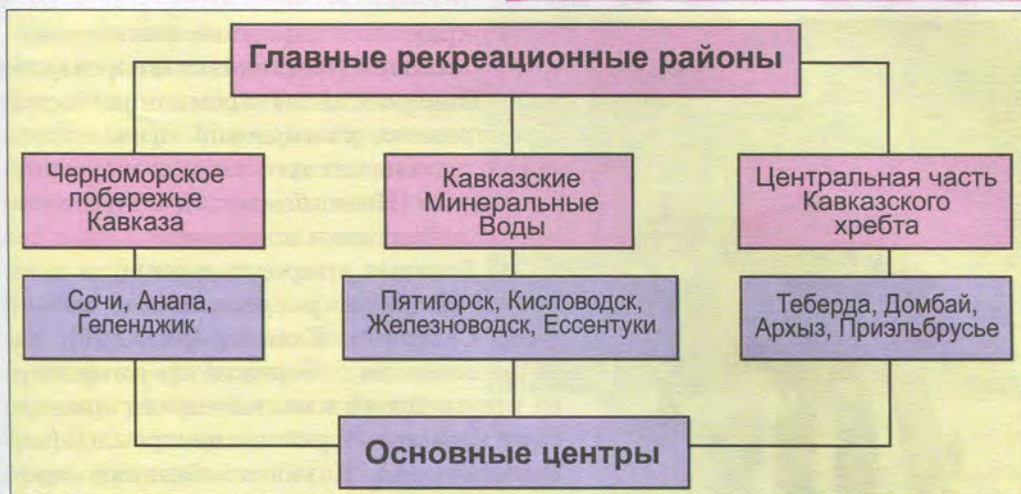 Главные рекреационные районы
Черноморское
побережье
Кавказа
Кавказские
Минеральные
Воды
Центральная часть
Кавказского
хребта
Сочи, Анапа,
Геленджик
Пятигорск, Кисловодск,
Железноводск, Ессентуки
Теберда, Домбай,
Архыз, Приэльбрусье
Основные центры